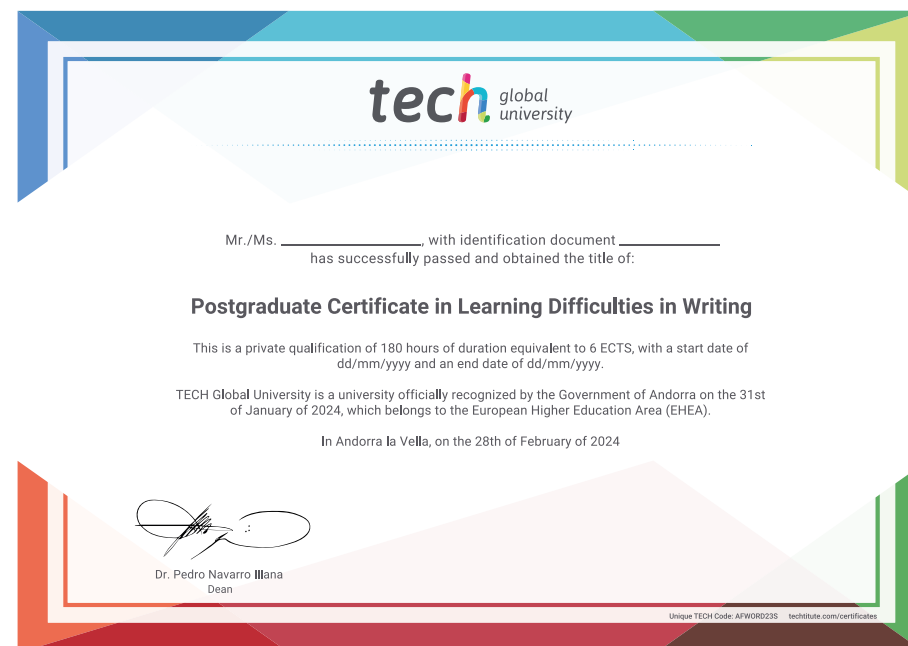 tech global university
Mr./Ms. ____________________, with identification document ______________
has successfully passed and obtained the title of:
Postgraduate Certificate in Learning Difficulties in Writing
This is a private qualification of 180 hours of duration equivalent to 6 ECTS, with a start date of
dd/mm/yyyy and an end date of dd/mm/yyyy.
TECH Global University is a university officially recognized by the Government of Andorra on the 31st
of January of 2024, which belongs to the European Higher Education Area (EHEA).
In Andorra la Vella, on the 28th of February of 2024
Dr. Pedro Navarro Illana
Dean
Unique TECH Code: AFWORD23S techtitute.com/certificates